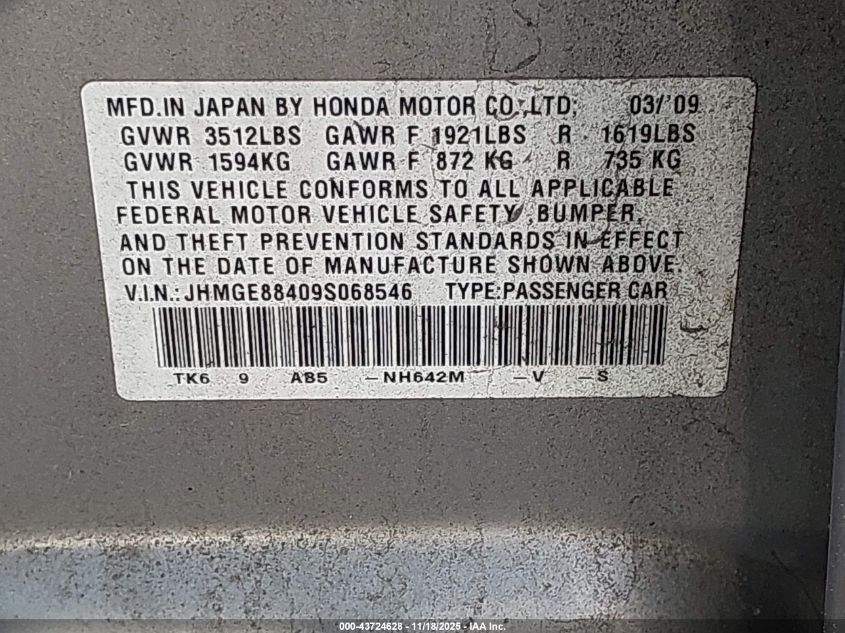 MFD.IN JAPAN BY HONDA MOTOR CO.,LTD. 03/'09
GVWR 3512LBS GAWR F 1921LBS R 1619LBS
GVWR 1594KG GAWR F 872 KG R 735 KG
THIS VEHICLE CONFORMS TO ALL APPLICABLE
FEDERAL MOTOR VEHICLE SAFETY, BUMPER,
AND THEFT PREVENTION STANDARDS IN EFFECT
ON THE DATE OF MANUFACTURE SHOWN ABOVE.
V.I.N.:JHMGE88409S068546 TYPE:PASSENGER CAR
TK6 9 AB5 -NH642M -V -S
000-43724628 - 11/18/2025 - IAA Inc.